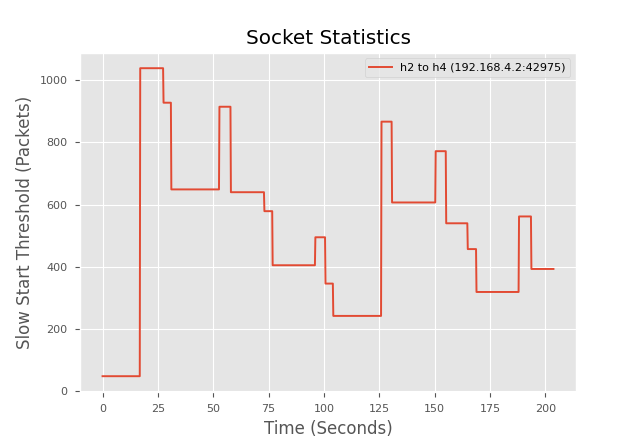 Socket Statistics
h2 to h4 (192.168.4.2:42975)
Slow Start Threshold (Packets)
1000
800
600
400
200
0
0 25 50 75 100 125 150 175 200
Time (Seconds)